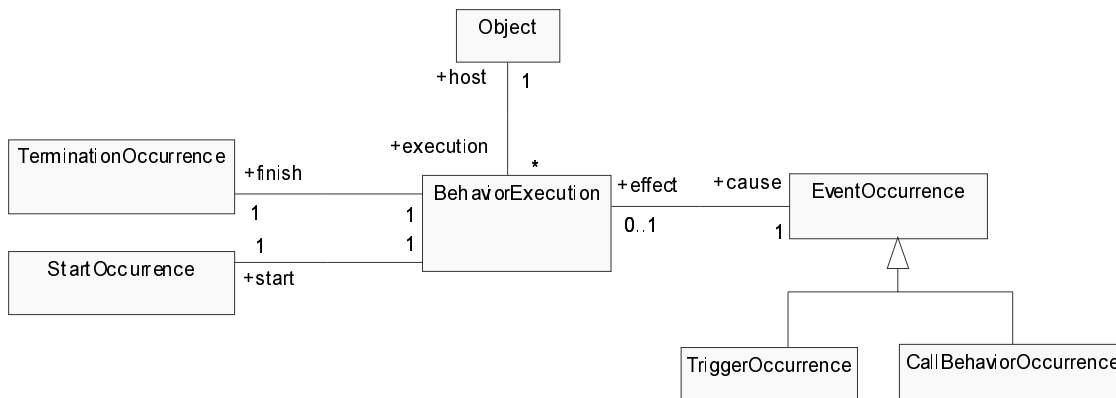 Object
+host
1
+execution
*
TerminationOccurrence
+finish
1
1
BehaviorExecution
+effect
+cause
0..1
1
EventOccurrence
StartOccurrence
1
1
+start
TriggerOccurrence
CallBehaviorOccurrence